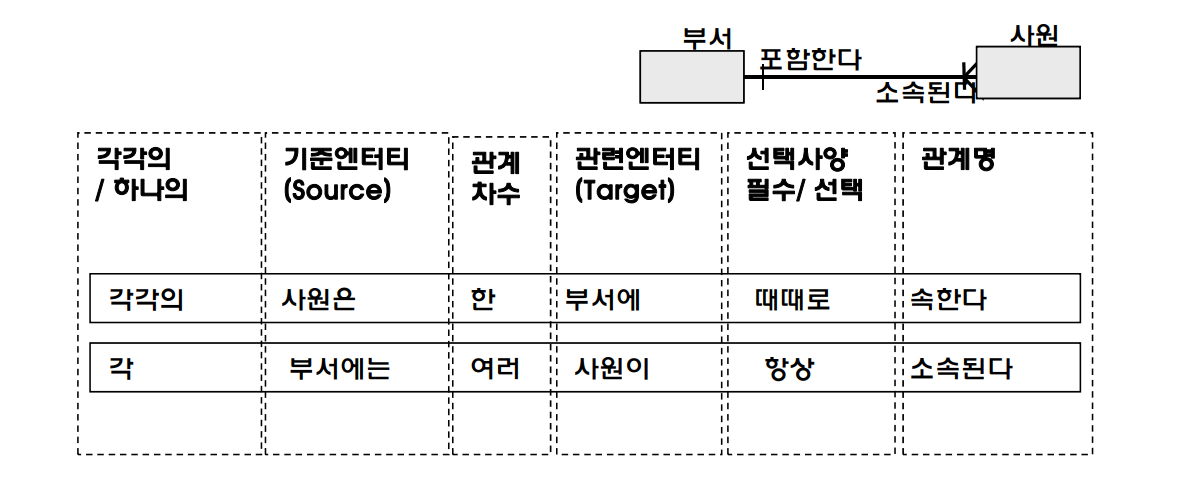 부서
사원
포함한다
소속된다
각각의
/ 하나의
기준엔터티
(Source)
관계
차수
관련엔터티
(Target)
선택사양
필수/ 선택
관계명
각각의 사원은 한 부서에 때때로 속한다
각 부서에는 여러 사원이 항상 소속된다